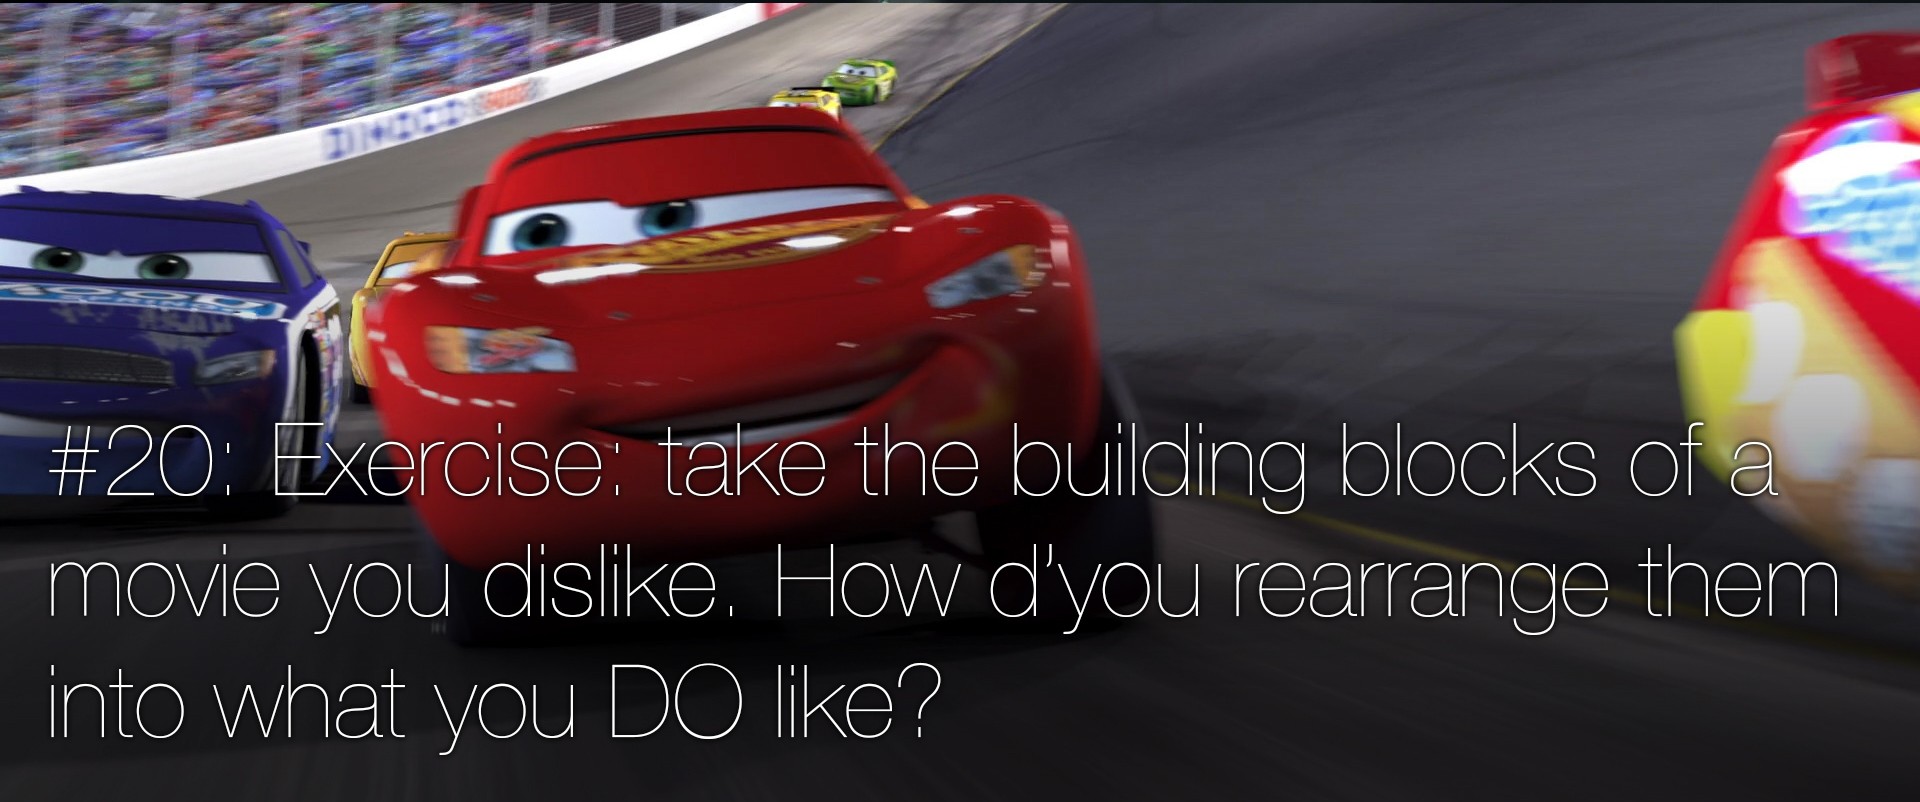 DINOCO
#20: Exercise: take the building blocks of a
movie you dislike. How d'you rearrange them
into what you DO like?